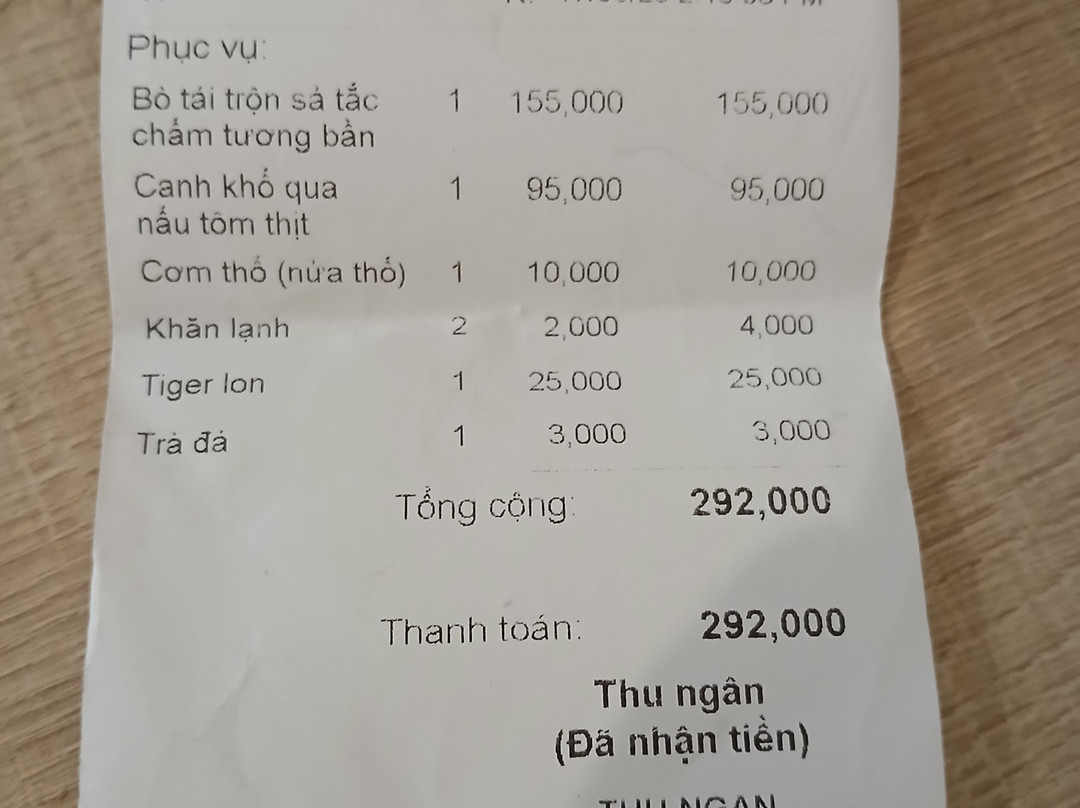 Phục vụ:
Bò tái trộn sả tắc 1 155,000 155,000
chấm tương bần
Canh khổ qua 1 95,000 95,000
nấu tôm thịt
Cơm thố (nửa thố) 1 10,000 10,000
Khăn lạnh 2 2,000 4,000
Tiger lon 1 25,000 25,000
Trà đá 1 3,000 3,000
Tổng cộng: 292,000
Thanh toán: 292,000
Thu ngân
(Đã nhận tiền)